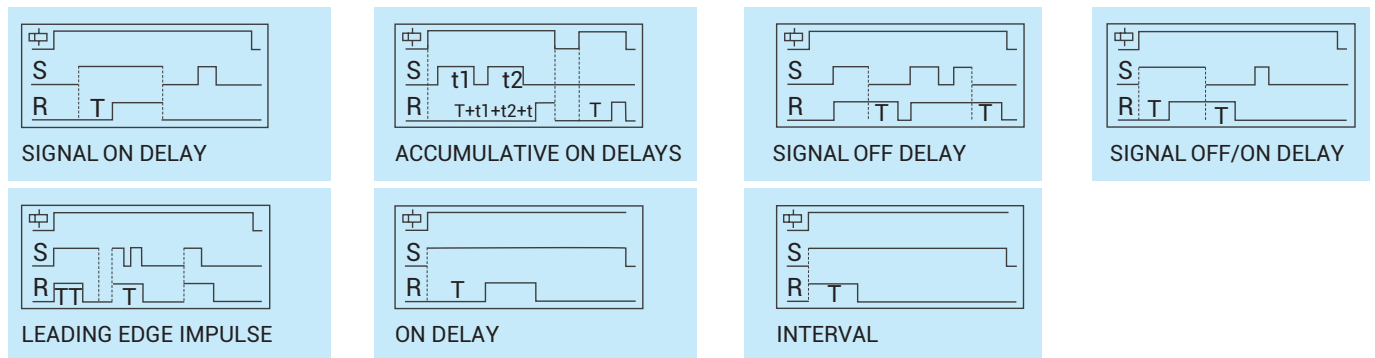 S
R
T
SIGNAL ON DELAY
S
t1 t2
R
T+t1+t2+t
T
ACCUMULATIVE ON DELAYS
S
R
T T
SIGNAL OFF DELAY
S
R
T T
SIGNAL OFF/ON DELAY
S
R
TT T
LEADING EDGE IMPULSE
S
R
T
ON DELAY
S
R
T
INTERVAL